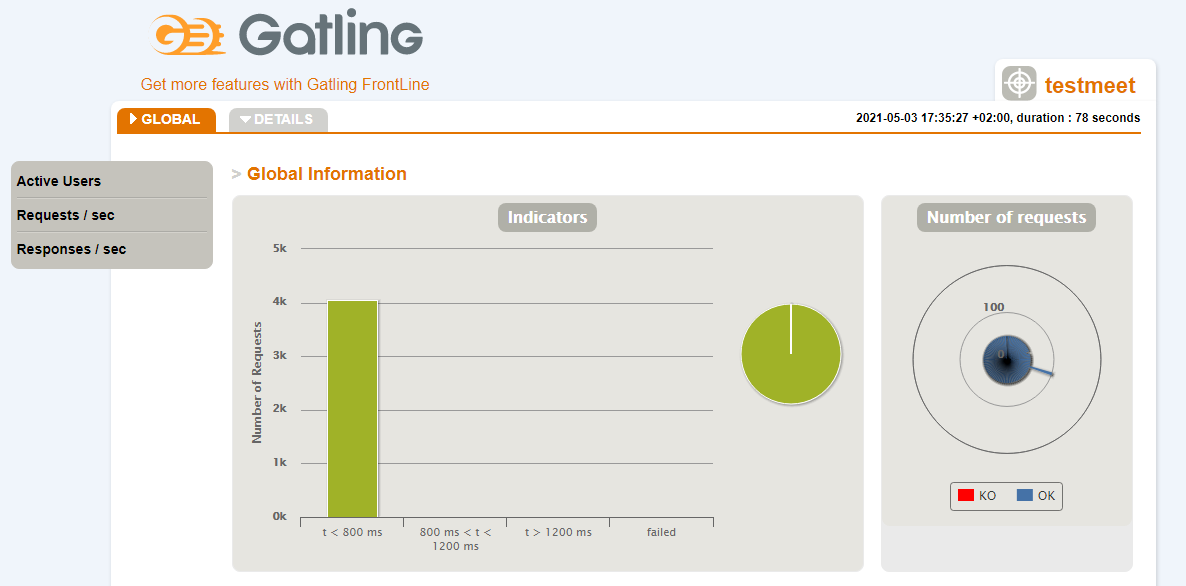 Gatling
Get more features with Gatling FrontLine
testmeet
GLOBAL
DETAILS
2021-05-03 17:35:27 +02:00, duration : 78 seconds
Active Users
Requests / sec
Responses / sec
> Global Information
Indicators
5k
4k
3k
2k
1k
0k
Number of Requests
t < 800 ms
800 ms < t <
1200 ms
t > 1200 ms
failed
Number of requests
100
0
KO
OK